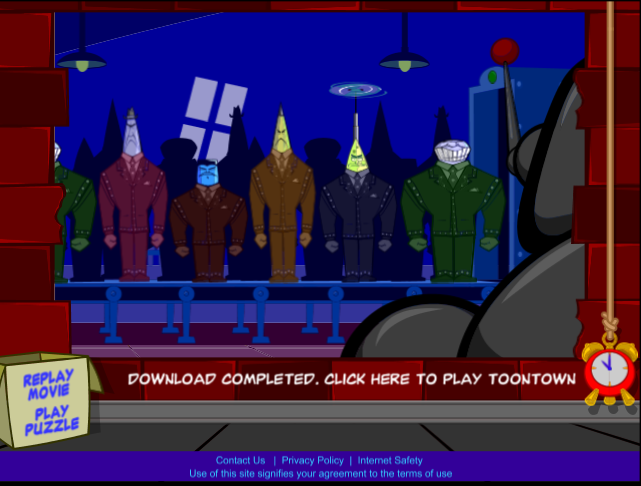 DOWNLOAD COMPLETED. CLICK HERE TO PLAY TOONTOWN
REPLAY
MOVIE
PLAY
PUZZLE
Contact Us | Privacy Policy | Internet Safety
Use of this site signifies your agreement to the terms of use